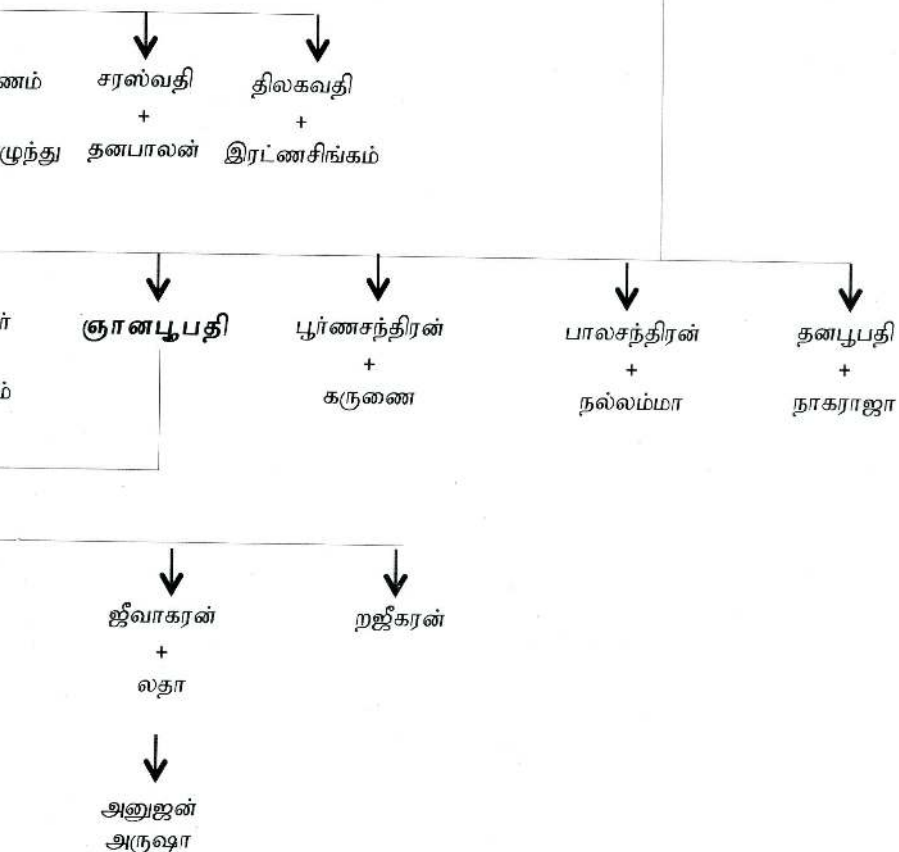 சரஸ்வதி திலகவதி
+ +
தனபாலன் இரட்ணசிங்கம்
ஞானபூபதி பூர்ணசந்திரன் பாலசந்திரன் தனபூபதி
+ + +
கருணை நல்லம்மா நாகராஜா
ஜீவாகரன் றஜீகரன்
+
லதா
அனுஜன்
அருஷா